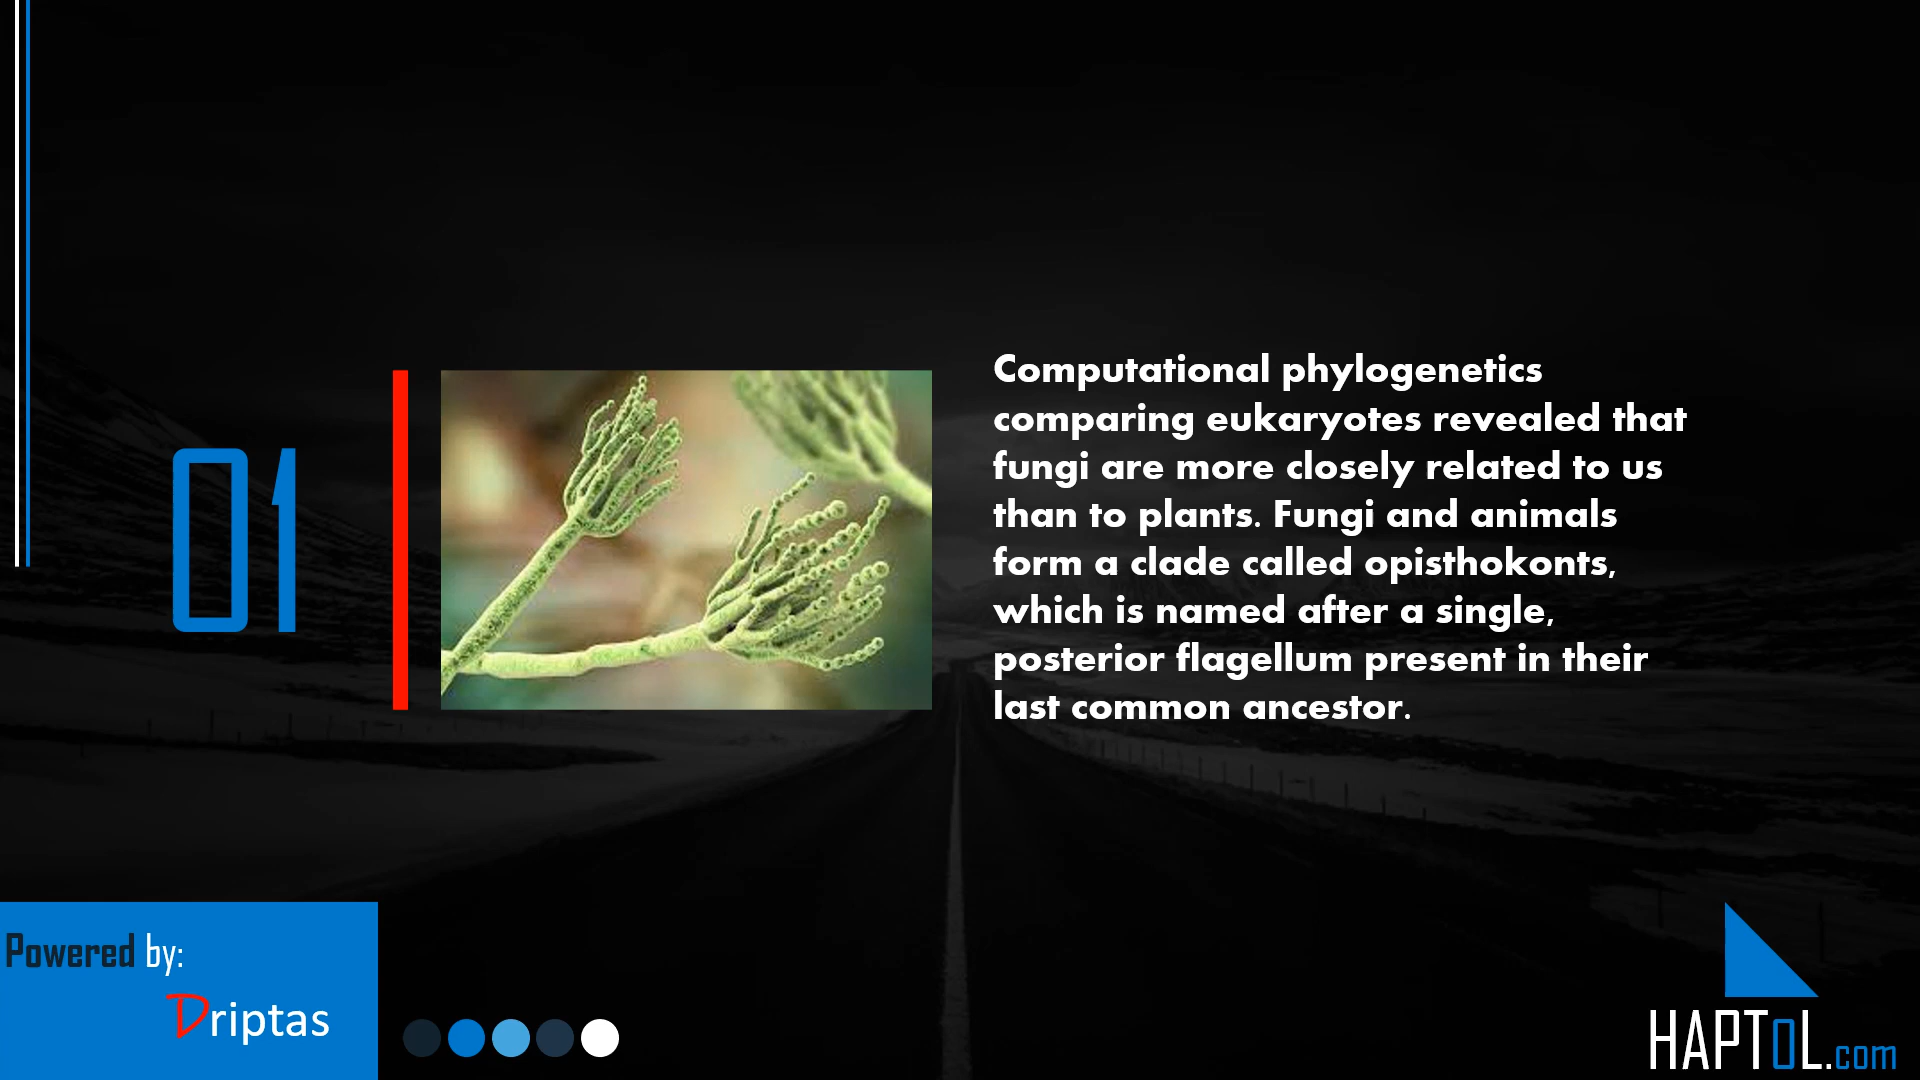 01
Computational phylogenetics
comparing eukaryotes revealed that
fungi are more closely related to us
than to plants. Fungi and animals
form a clade called opisthokonts,
which is named after a single,
posterior flagellum present in their
last common ancestor.
Powered by:
Driptas
HAPTOL.com